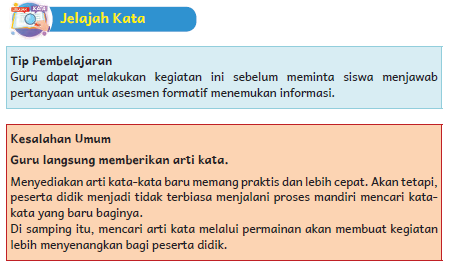 Jelajah Kata
Tip Pembelajaran
Guru dapat melakukan kegiatan ini sebelum meminta siswa menjawab
pertanyaan untuk asesmen formatif menemukan informasi.
Kesalahan Umum
Guru langsung memberikan arti kata.
Menyediakan arti kata-kata baru memang praktis dan lebih cepat. Akan tetapi,
peserta didik menjadi tidak terbiasa menjalani proses mandiri mencari kata-
kata yang baru baginya.
Di samping itu, mencari arti kata melalui permainan akan membuat kegiatan
lebih menyenangkan bagi peserta didik.